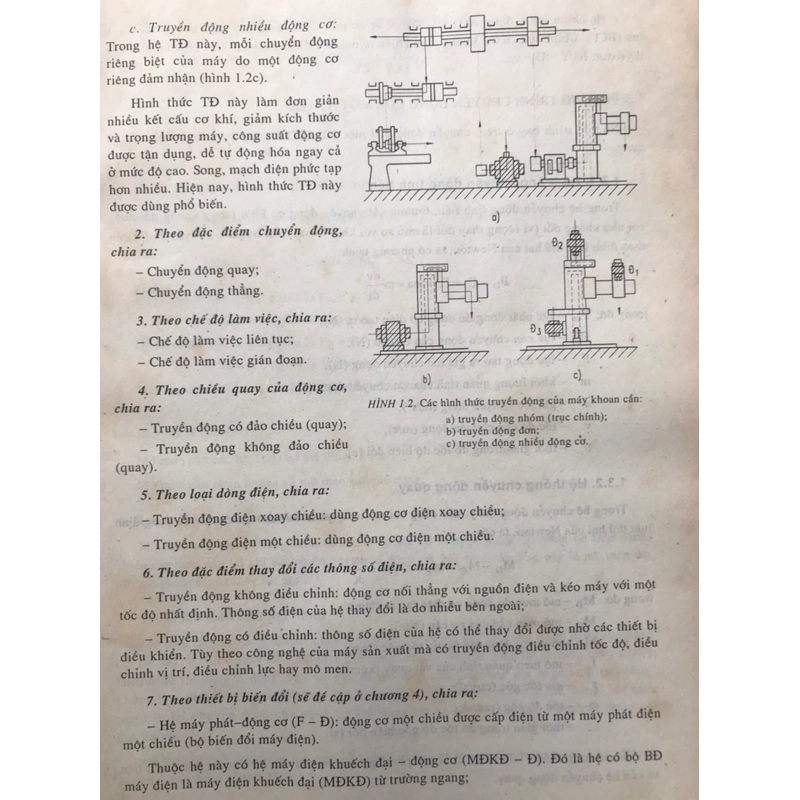 c. Truyền động nhiều động cơ:
Trong hệ TĐ này, mỗi chuyển động
riêng biệt của máy do một động cơ
riêng đảm nhận (hình 1.2c).
Hình thức TĐ này làm đơn giản
nhiều kết cấu cơ khí, giảm kích thước
và trọng lượng máy, công suất động cơ
được tận dụng, dễ tự động hóa ngay cả
ở mức độ cao. Song, mạch điện phức tạp
hơn nhiều. Hiện nay, hình thức TĐ này
được dùng phổ biến.
2. Theo đặc điểm chuyển động,
chia ra:
– Chuyển động quay;
– Chuyển động thẳng.
3. Theo chế độ làm việc, chia ra:
– Chế độ làm việc liên tục;
– Chế độ làm việc gián đoạn.
4. Theo chiều quay của động cơ,
chia ra:
– Truyền động có đảo chiều (quay);
– Truyền động không đảo chiều
(quay).
a)
Đ2
Đ1
Đ3
b)
c)
HÌNH 1.2. Các hình thức truyền động của máy khoan cần:
a) truyền động nhóm (trục chính);
b) truyền động đơn;
c) truyền động nhiều động cơ.
5. Theo loại dòng điện, chia ra:
– Truyền động điện xoay chiều: dùng động cơ điện xoay chiều;
– Truyền động điện một chiều: dùng động cơ điện một chiều.
6. Theo đặc điểm thay đổi các thông số điện, chia ra:
– Truyền động không điều chỉnh: động cơ nối thẳng với nguồn điện và kéo máy với một
tốc độ nhất định. Thông số điện của hệ thay đổi là do nhiễu bên ngoài;
– Truyền động có điều chỉnh: thông số điện của hệ có thể thay đổi được nhờ các thiết bị
điều khiển. Tùy theo công nghệ của máy sản xuất mà có truyền động điều chỉnh tốc độ, điều
chỉnh vị trí, điều chỉnh lực hay mô men.
7. Theo thiết bị biến đổi (sẽ đề cập ở chương 4), chia ra:
– Hệ máy phát–động cơ (F – Đ): động cơ một chiều được cấp điện từ một máy phát điện
một chiều (bộ biến đổi máy điện).
Thuộc hệ này có hệ máy điện khuếch đại – động cơ (MĐKĐ – Đ). Đó là hệ có bộ BĐ
máy điện là máy điện khuếch đại (MĐKĐ) từ trường ngang;